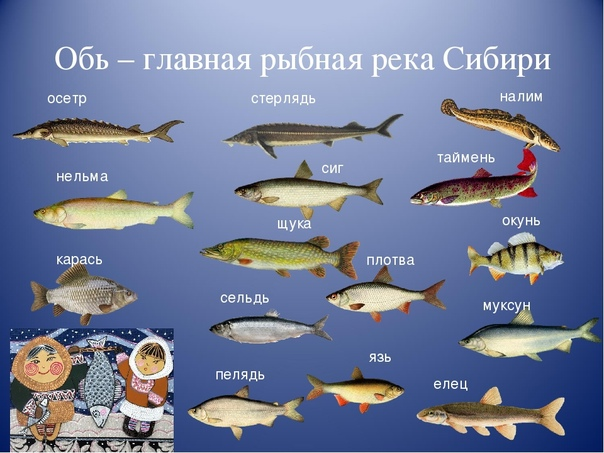 Обь – главная рыбная река Сибири
осетр
стерлядь
налим
нельма
сиг
таймень
щука
окунь
карась
плотва
сельдь
муксун
пелядь
язь
елец